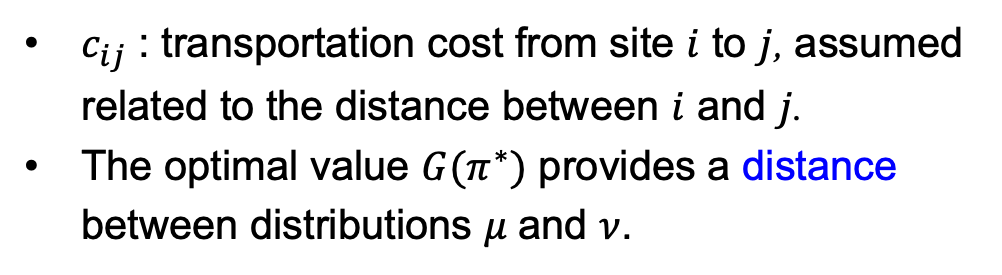 • 𝑐𝑖𝑗 : transportation cost from site 𝑖 to 𝑗, assumed
related to the distance between 𝑖 and 𝑗.
• The optimal value 𝐺(𝜋*) provides a distance
between distributions 𝜇 and 𝜈.